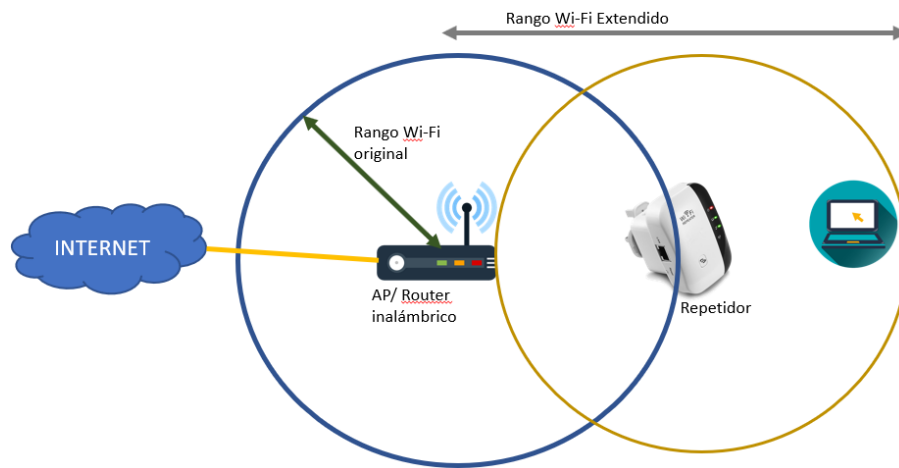 Rango Wi-Fi Extendido
Rango Wi-Fi
original
INTERNET
AP/ Router
inalámbrico
Repetidor